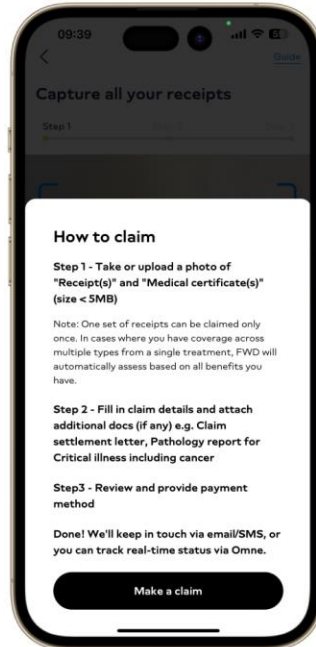 09:39
Guide
Capture all your receipts
Step 1
How to claim
Step 1 - Take or upload a photo of
"Receipt(s)" and "Medical certificate(s)"
(size < 5MB)
Note: One set of receipts can be claimed only
once. In cases where you have coverage across
multiple types from a single treatment, FWD will
automatically assess based on all benefits you
have.
Step 2 - Fill in claim details and attach
additional docs (if any) e.g. Claim
settlement letter, Pathology report for
Critical illness including cancer
Step3 - Review and provide payment
method
Done! We'll keep in touch via email/SMS, or
you can track real-time status via Omne.
Make a claim